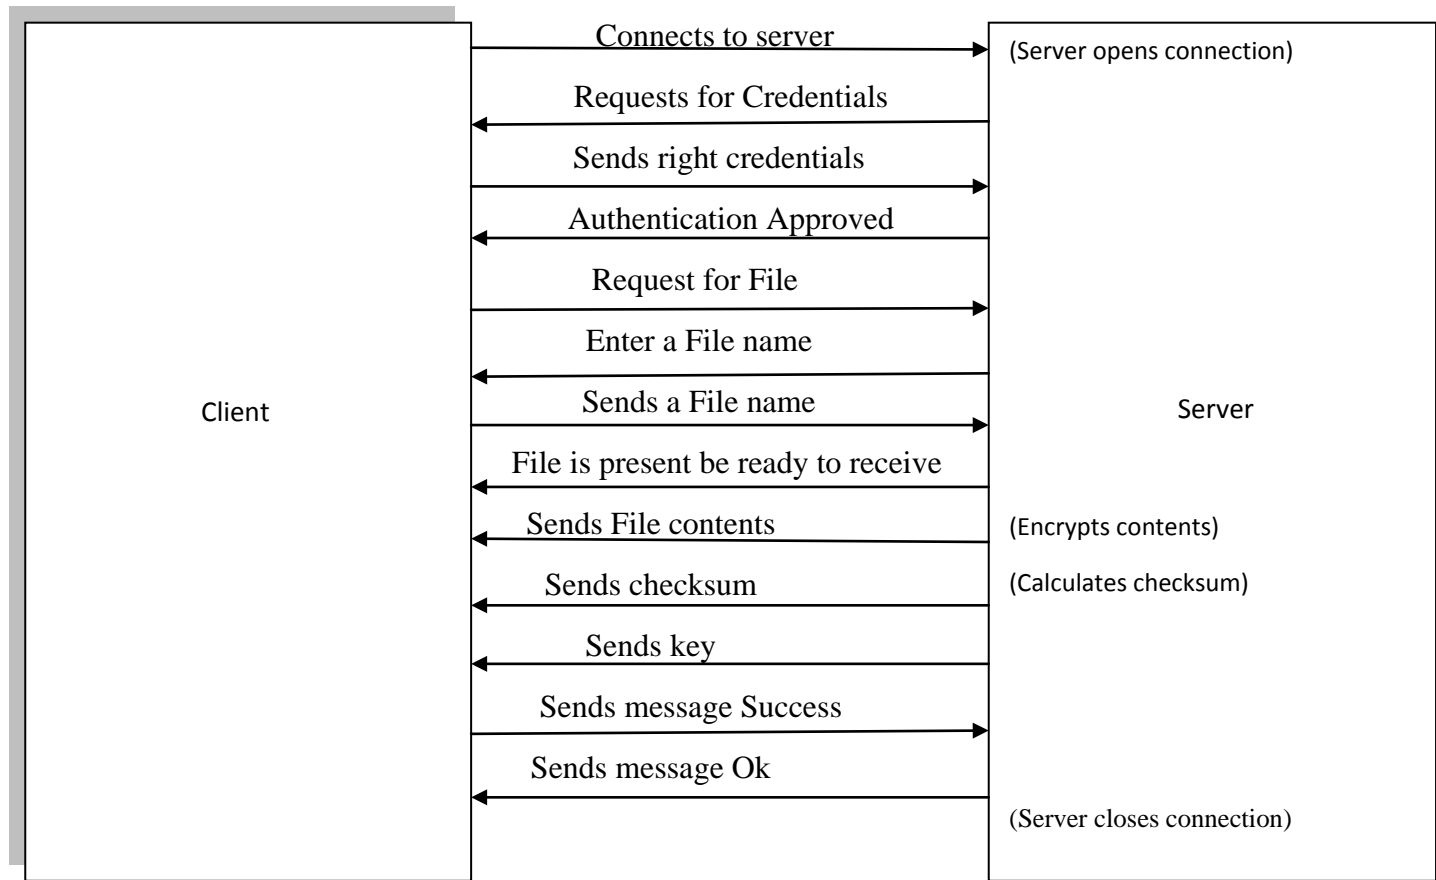 Connects to server
(Server opens connection)
Requests for Credentials
Sends right credentials
Authentication Approved
Request for File
Enter a File name
Client
Sends a File name
Server
File is present be ready to receive
Sends File contents
(Encrypts contents)
Sends checksum
(Calculates checksum)
Sends key
Sends message Success
Sends message Ok
(Server closes connection)